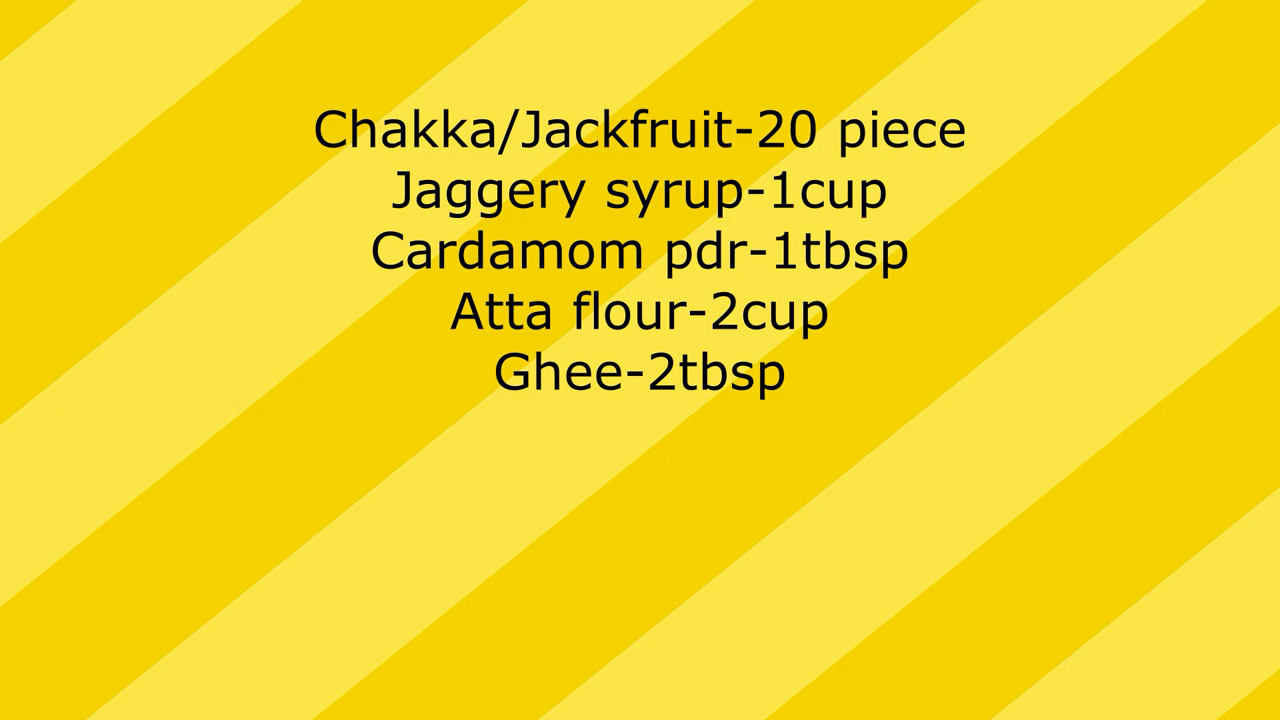 Chakka/Jackfruit-20 piece
Jaggery syrup-1cup
Cardamom pdr-1tbsp
Atta flour-2cup
Ghee-2tbsp